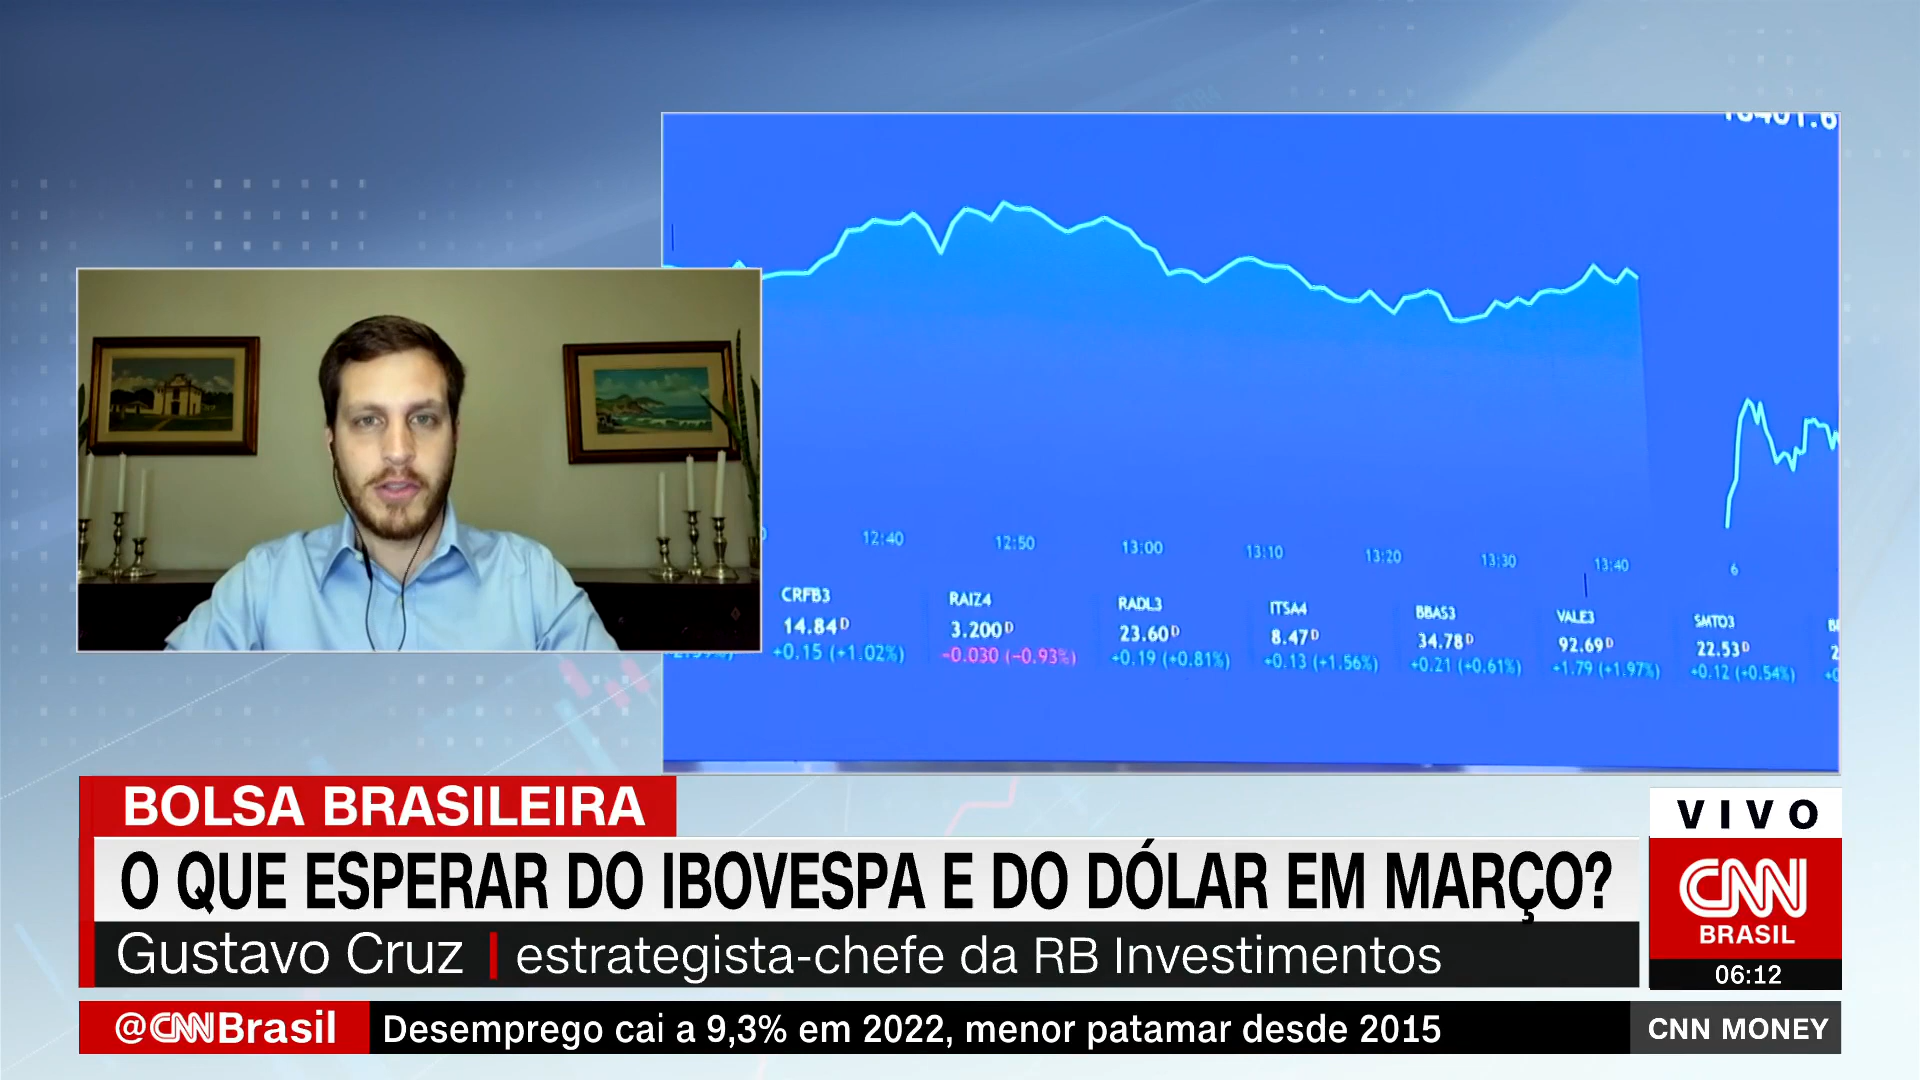 12:40 12:50 13:00 13:10 13:20 13:30 13:40 6
CRFB3 RAIZ4 RADL3 ITSA4 BBAS3 VALE3 SMTO3
14.84D 3.200D 23.60D 8.47D 34.78D 92.69D 22.53D
+0.15 (+1.02%) -0.030 (-0.93%) +0.19 (+0.81%) +0.13 (+1.56%) +0.21 (+0.61%) +1.79 (+1.97%) +0.12 (+0.54%)
BOLSA BRASILEIRA
O QUE ESPERAR DO IBOVESPA E DO DÓLAR EM MARÇO?
Gustavo Cruz | estrategista-chefe da RB Investimentos
VIVO
CNN
BRASIL
06:12
@CNNBrasil
Desemprego cai a 9,3% em 2022, menor patamar desde 2015
CNN MONEY